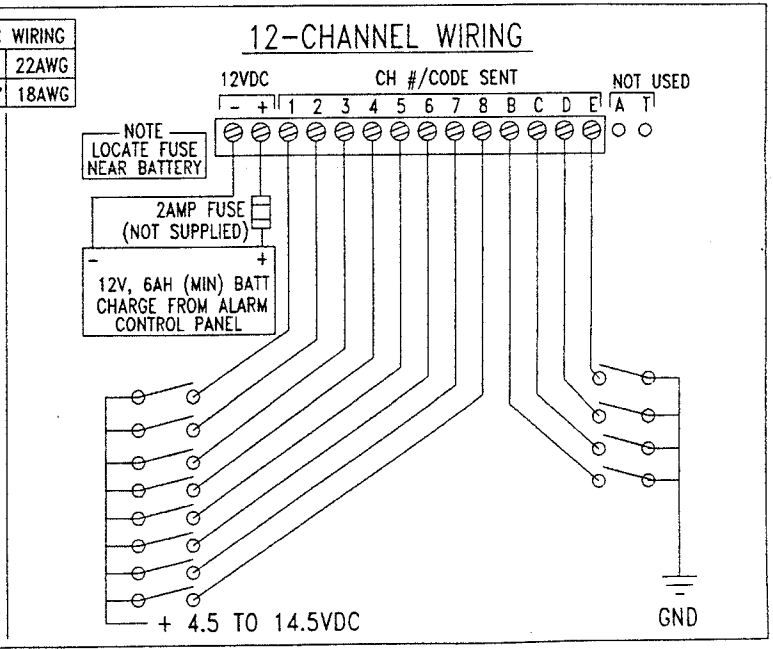 WIRING
22AWG
18AWG
12-CHANNEL WIRING
12VDC
CH #/CODE SENT
NOT USED
- + 1 2 3 4 5 6 7 8 B C D E A T
NOTE
LOCATE FUSE
NEAR BATTERY
2AMP FUSE
(NOT SUPPLIED)
- +
12V, 6AH (MIN) BATT
CHARGE FROM ALARM
CONTROL PANEL
+ 4.5 TO 14.5VDC
GND